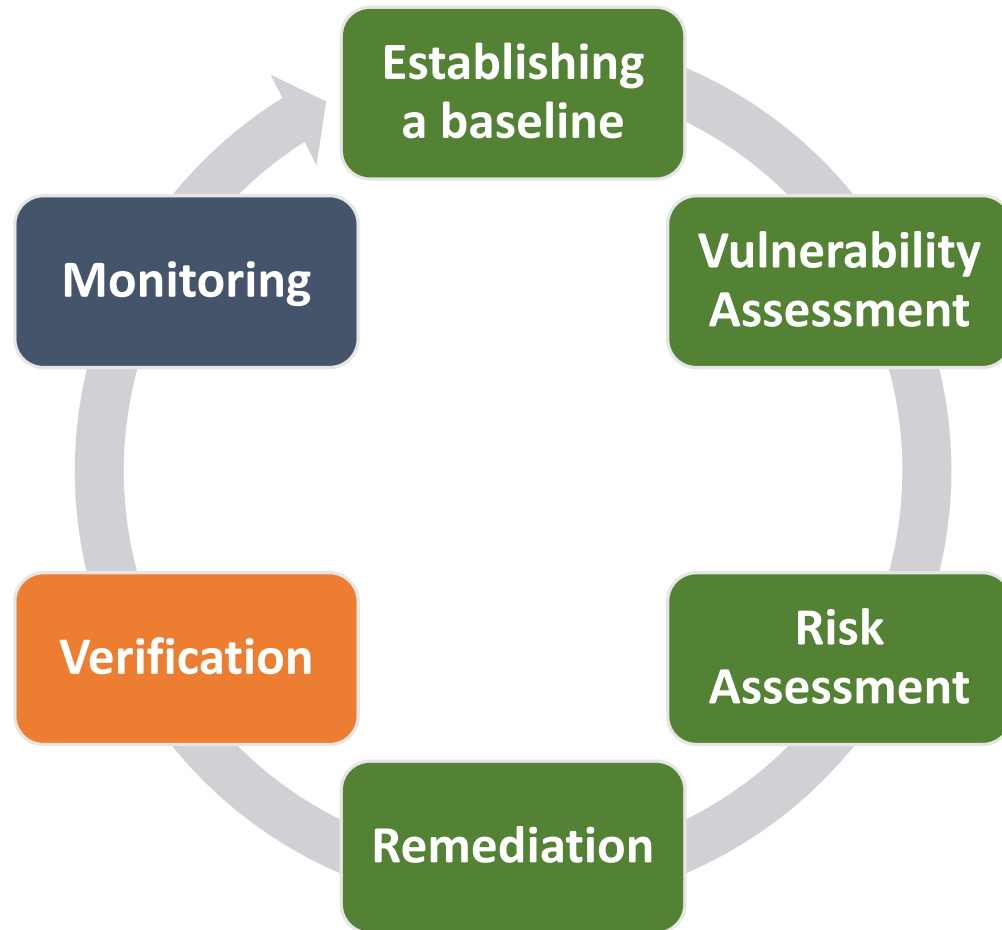 Establishing
a baseline
Vulnerability
Assessment
Risk
Assessment
Remediation
Verification
Monitoring